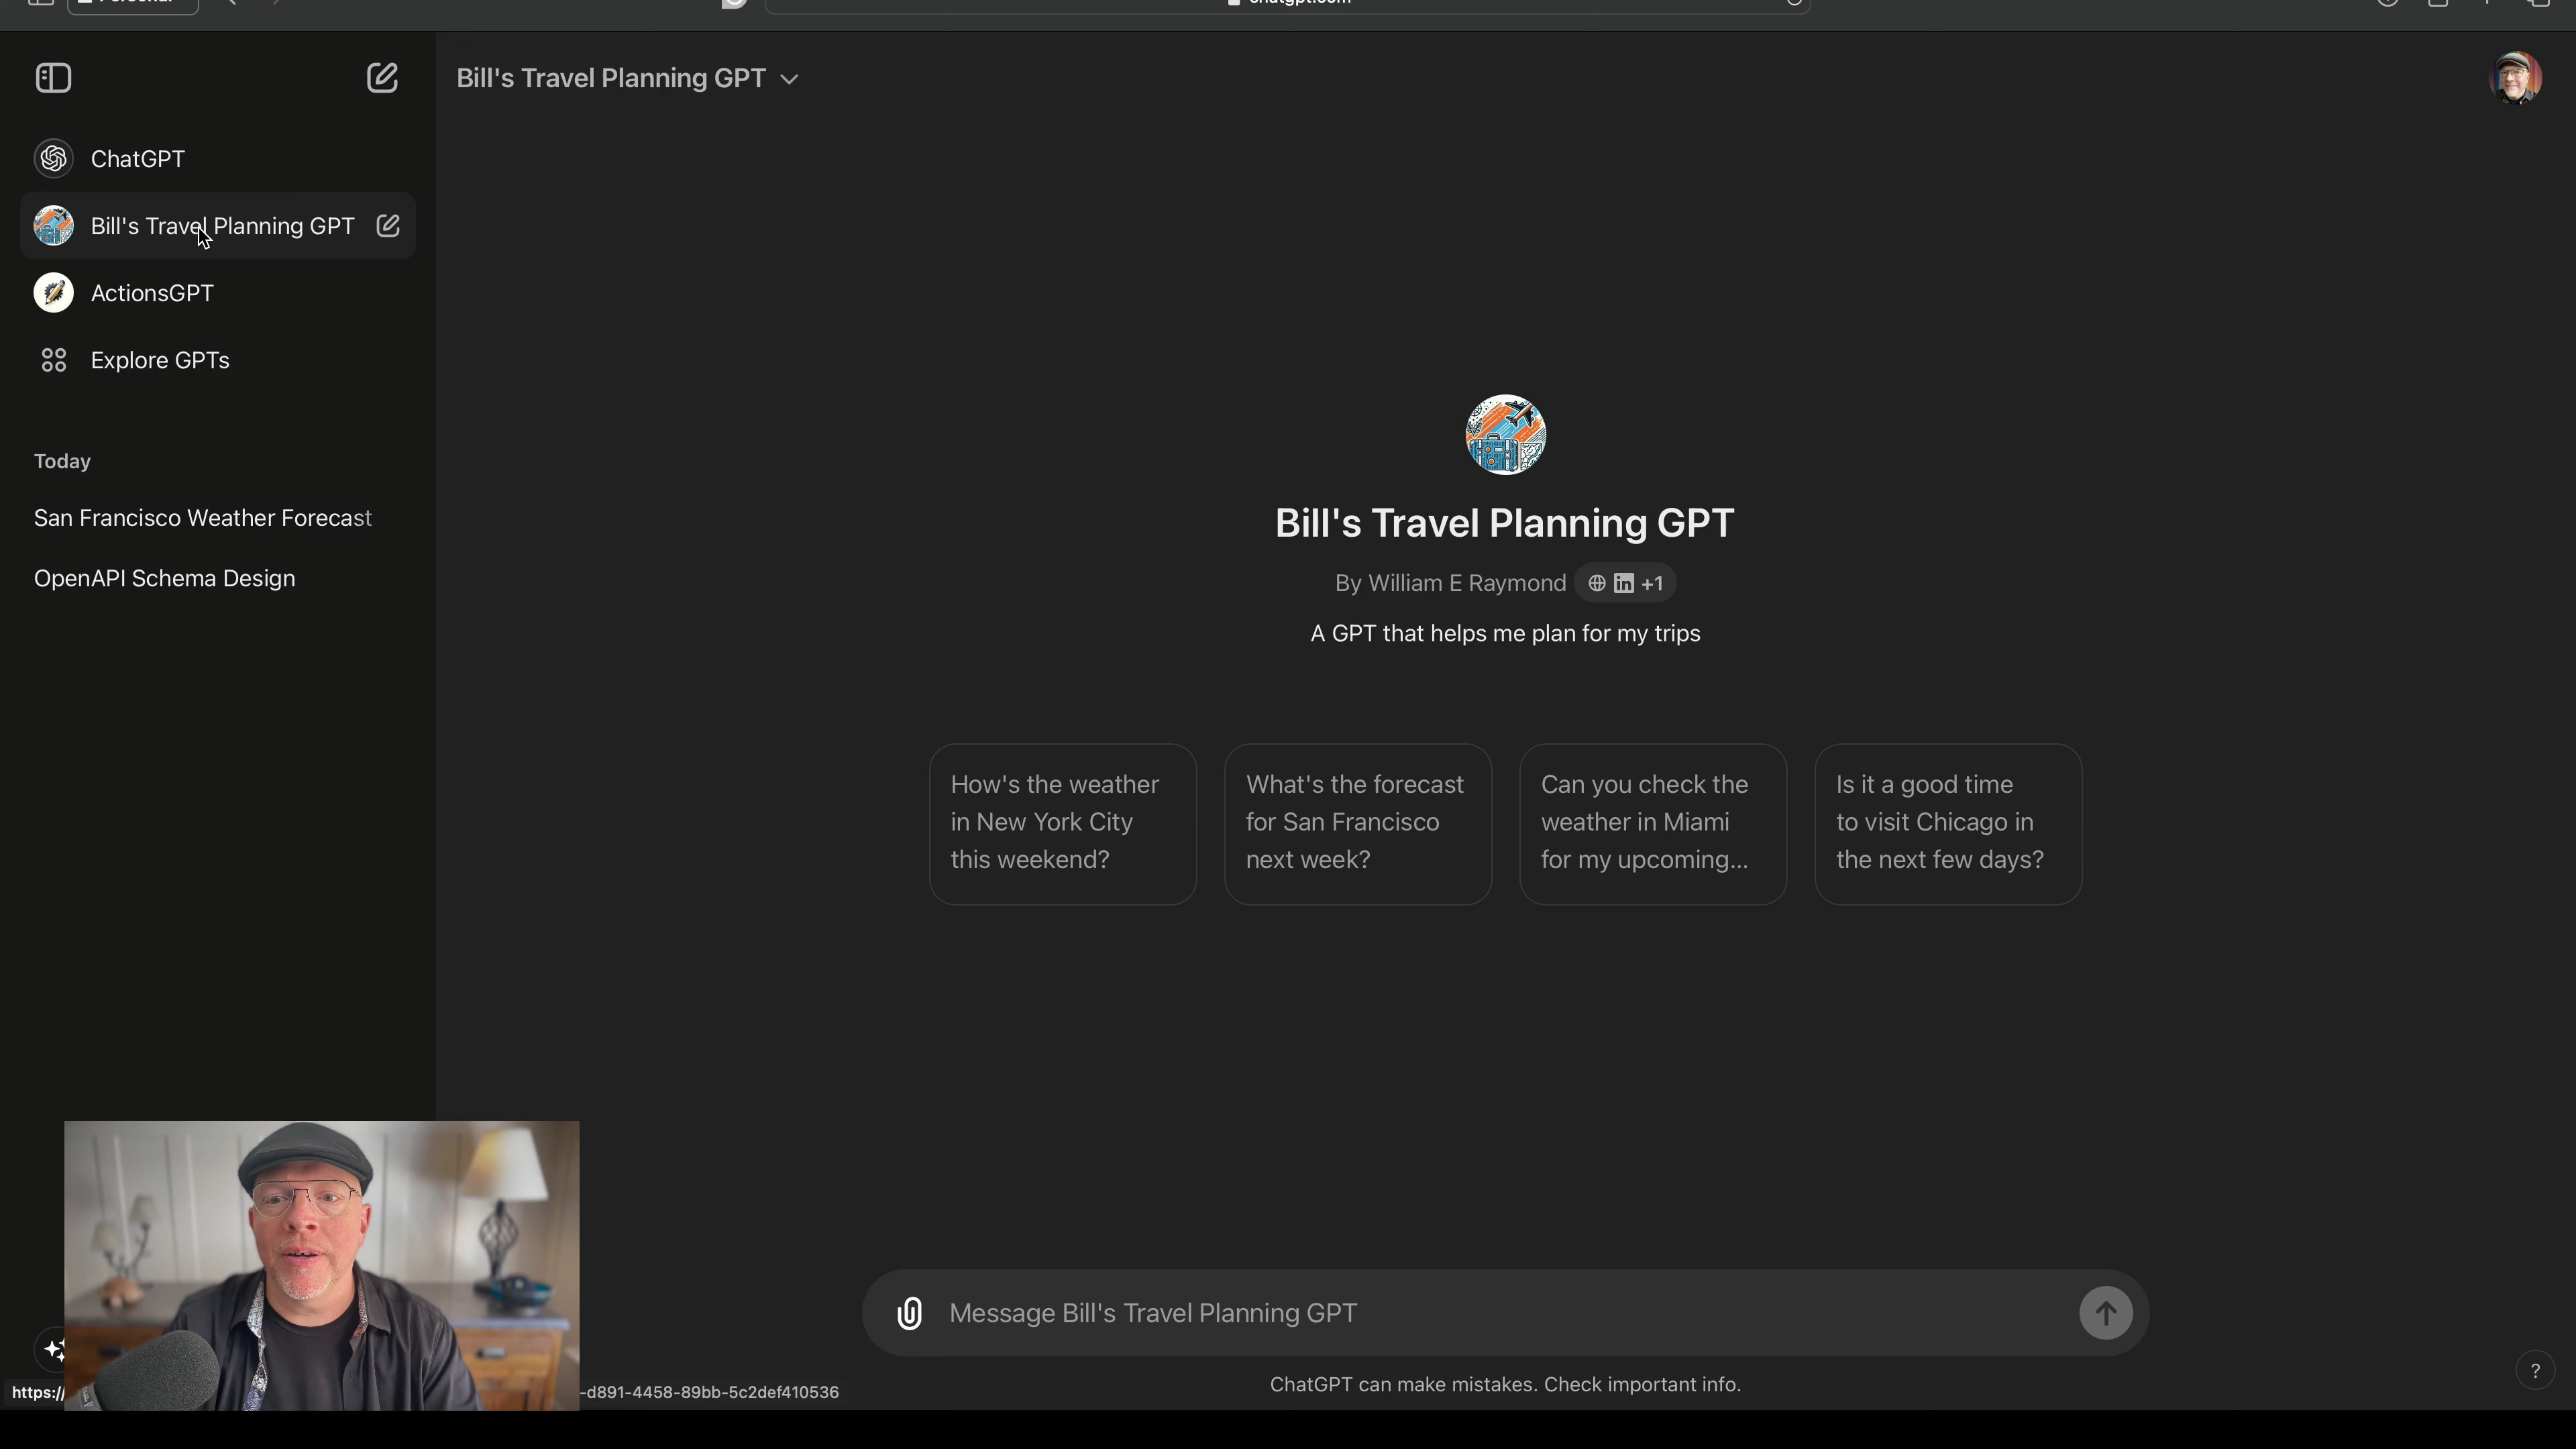 Bill's Travel Planning GPT
ChatGPT
Bill's Travel Planning GPT
ActionsGPT
Explore GPTs
Today
San Francisco Weather Forecast
OpenAPI Schema Design
Bill's Travel Planning GPT
By William E Raymond
in +1
A GPT that helps me plan for my trips
How's the weather
in New York City
this weekend?
What's the forecast
for San Francisco
next week?
Can you check the
weather in Miami
for my upcoming...
Is it a good time
to visit Chicago in
the next few days?
Message Bill's Travel Planning GPT
ChatGPT can make mistakes. Check important info.
?
https:// -d891-4458-89bb-5c2def410536